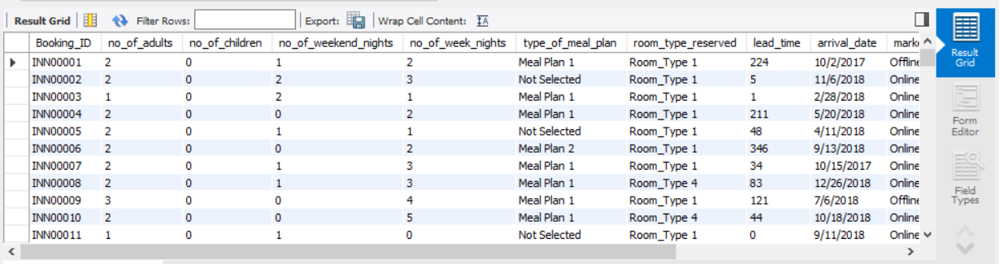 Result Grid Filter Rows: Export: Wrap Cell Content: IA
Booking_ID no_of_adults no_of_children no_of_weekend_nights no_of_week_nights type_of_meal_plan room_type_reserved lead_time arrival_date mark
INN00001 2 0 1 2 Meal Plan 1 Room_Type 1 224 10/2/2017 Offline
INN00002 2 0 2 3 Not Selected Room_Type 1 5 11/6/2018 Online
INN00003 1 0 2 1 Meal Plan 1 Room_Type 1 1 2/28/2018 Online
INN00004 2 0 0 2 Meal Plan 1 Room_Type 1 211 5/20/2018 Online
INN00005 2 0 1 1 Not Selected Room_Type 1 48 4/11/2018 Online
INN00006 2 0 0 2 Meal Plan 2 Room_Type 1 346 9/13/2018 Online
INN00007 2 0 1 3 Meal Plan 1 Room_Type 1 34 10/15/2017 Online
INN00008 2 0 1 3 Meal Plan 1 Room_Type 4 83 12/26/2018 Online
INN00009 3 0 0 4 Meal Plan 1 Room_Type 1 121 7/6/2018 Offline
INN00010 2 0 0 5 Meal Plan 1 Room_Type 4 44 10/18/2018 Online
INN00011 1 0 1 0 Not Selected Room_Type 1 0 9/11/2018 Online
Result
Grid
Form
Editor
Field
Types